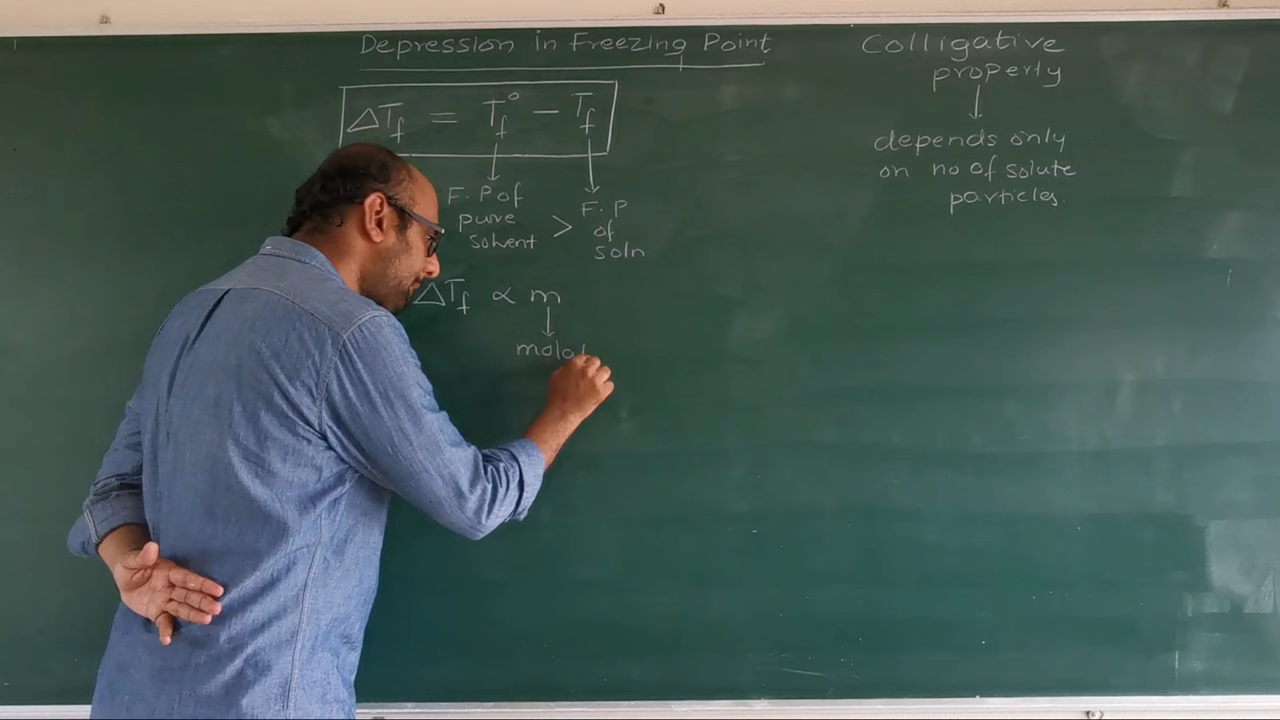 Depression in Freezing Point
ΔTf = Tf° − Tf
F.P of
pure
solvent
>
F.P
of
soln
ΔTf ∝ m
Colligative
property
depends only
on no of solute
particles.